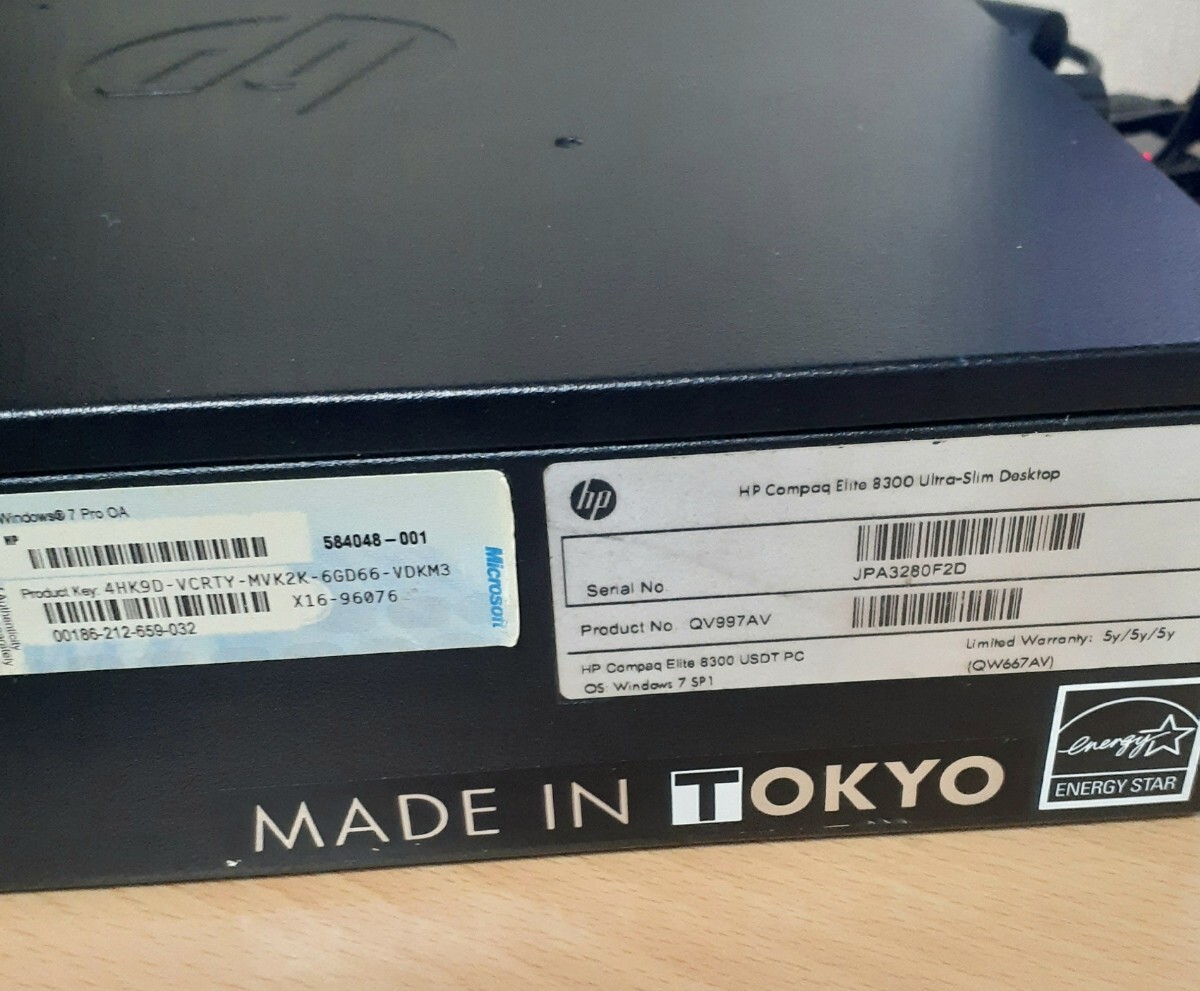 hp
Windows® 7 Pro OA
HP
584048-001
Product Key: 4HK9D-VCRTY-MVK2K-6GD66-VDKM3
X16-96076
00186-212-659-032
Microsoft
hp
HP Compaq Elite 8300 Ultra-Slim Desktop
Serial No.
JPA3280F2D
Product No. QV997AV
HP Compaq Elite 8300 USDT PC
Limited Warranty: 5y/5y/5y
OS: Windows 7 SP1
(QW667AV)
MADE IN TOKYO
energy
ENERGY STAR